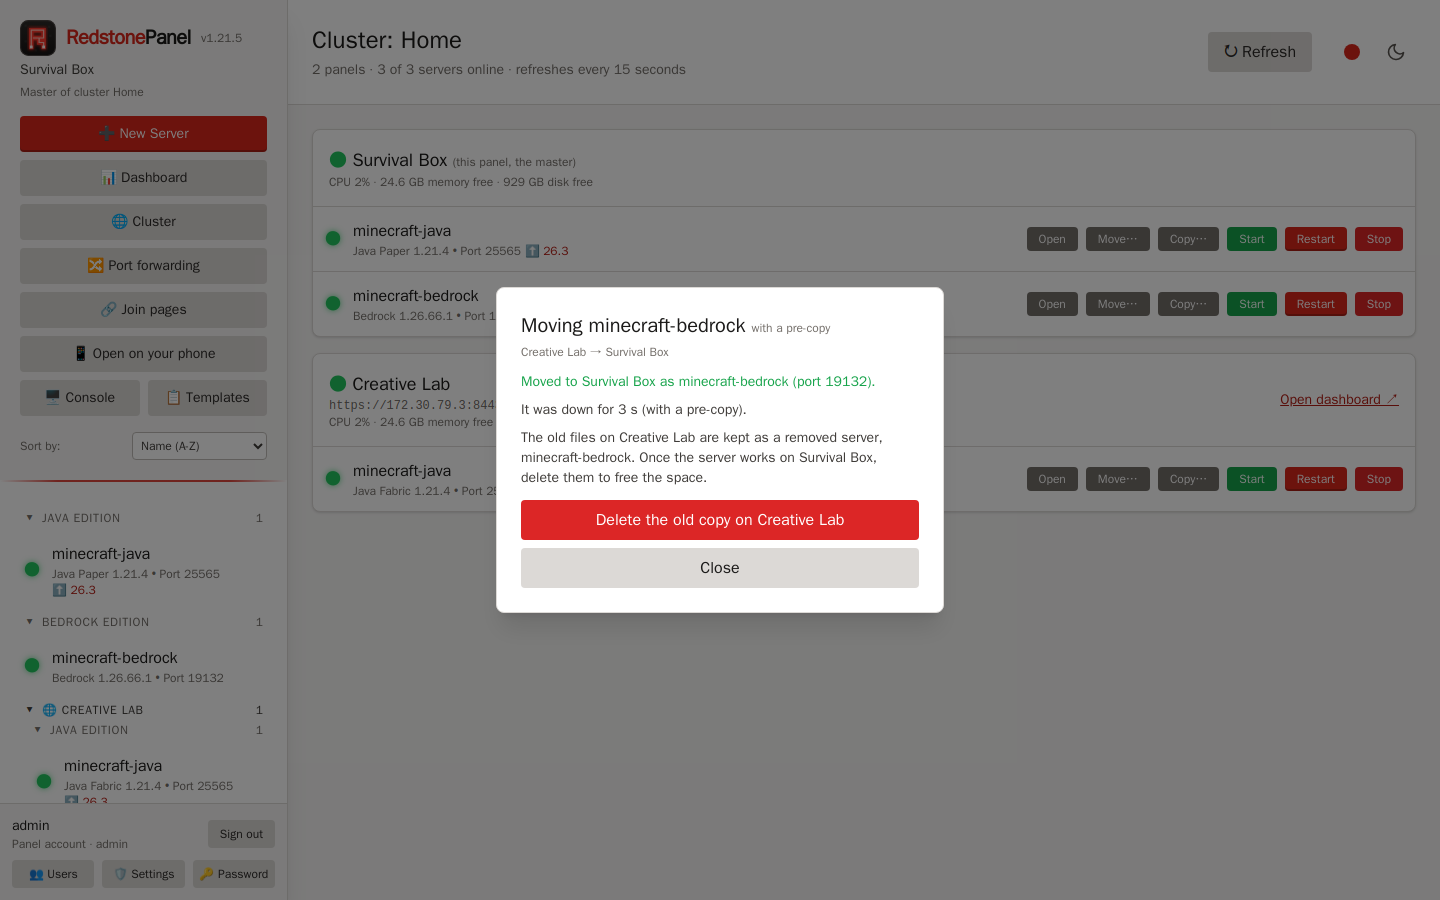 RedstonePanel v1.21.5
Survival Box
Master of cluster Home
➕ New Server
📊 Dashboard
🌐 Cluster
🔀 Port forwarding
🔗 Join pages
📱 Open on your phone
🖥️ Console
📋 Templates
Sort by:
Name (A-Z)
▼ JAVA EDITION 1
minecraft-java
Java Paper 1.21.4 • Port 25565
⬆️ 26.3
▼ BEDROCK EDITION 1
minecraft-bedrock
Bedrock 1.26.66.1 • Port 19132
▼ 🌐 CREATIVE LAB 1
▼ JAVA EDITION 1
minecraft-java
Java Fabric 1.21.4 • Port 25565
⬆️ 26.3
admin
Panel account · admin
Sign out
👥 Users
🛡️ Settings
🔑 Password
Cluster: Home
2 panels · 3 of 3 servers online · refreshes every 15 seconds
↻ Refresh
Survival Box (this panel, the master)
CPU 2% · 24.6 GB memory free · 929 GB disk free
minecraft-java
Java Paper 1.21.4 • Port 25565 ⬆️ 26.3
Open Move··· Copy··· Start Restart Stop
minecraft-bedrock
Bedrock 1.26.66.1 • Port 1
Open Move··· Copy··· Start Restart Stop
Creative Lab
https://172.30.79.3:844
CPU 2% · 24.6 GB memory free
Open dashboard ↗
minecraft-java
Java Fabric 1.21.4 • Port 25
Open Move··· Copy··· Start Restart Stop
Moving minecraft-bedrock with a pre-copy
Creative Lab → Survival Box
Moved to Survival Box as minecraft-bedrock (port 19132).
It was down for 3 s (with a pre-copy).
The old files on Creative Lab are kept as a removed server,
minecraft-bedrock. Once the server works on Survival Box,
delete them to free the space.
Delete the old copy on Creative Lab
Close